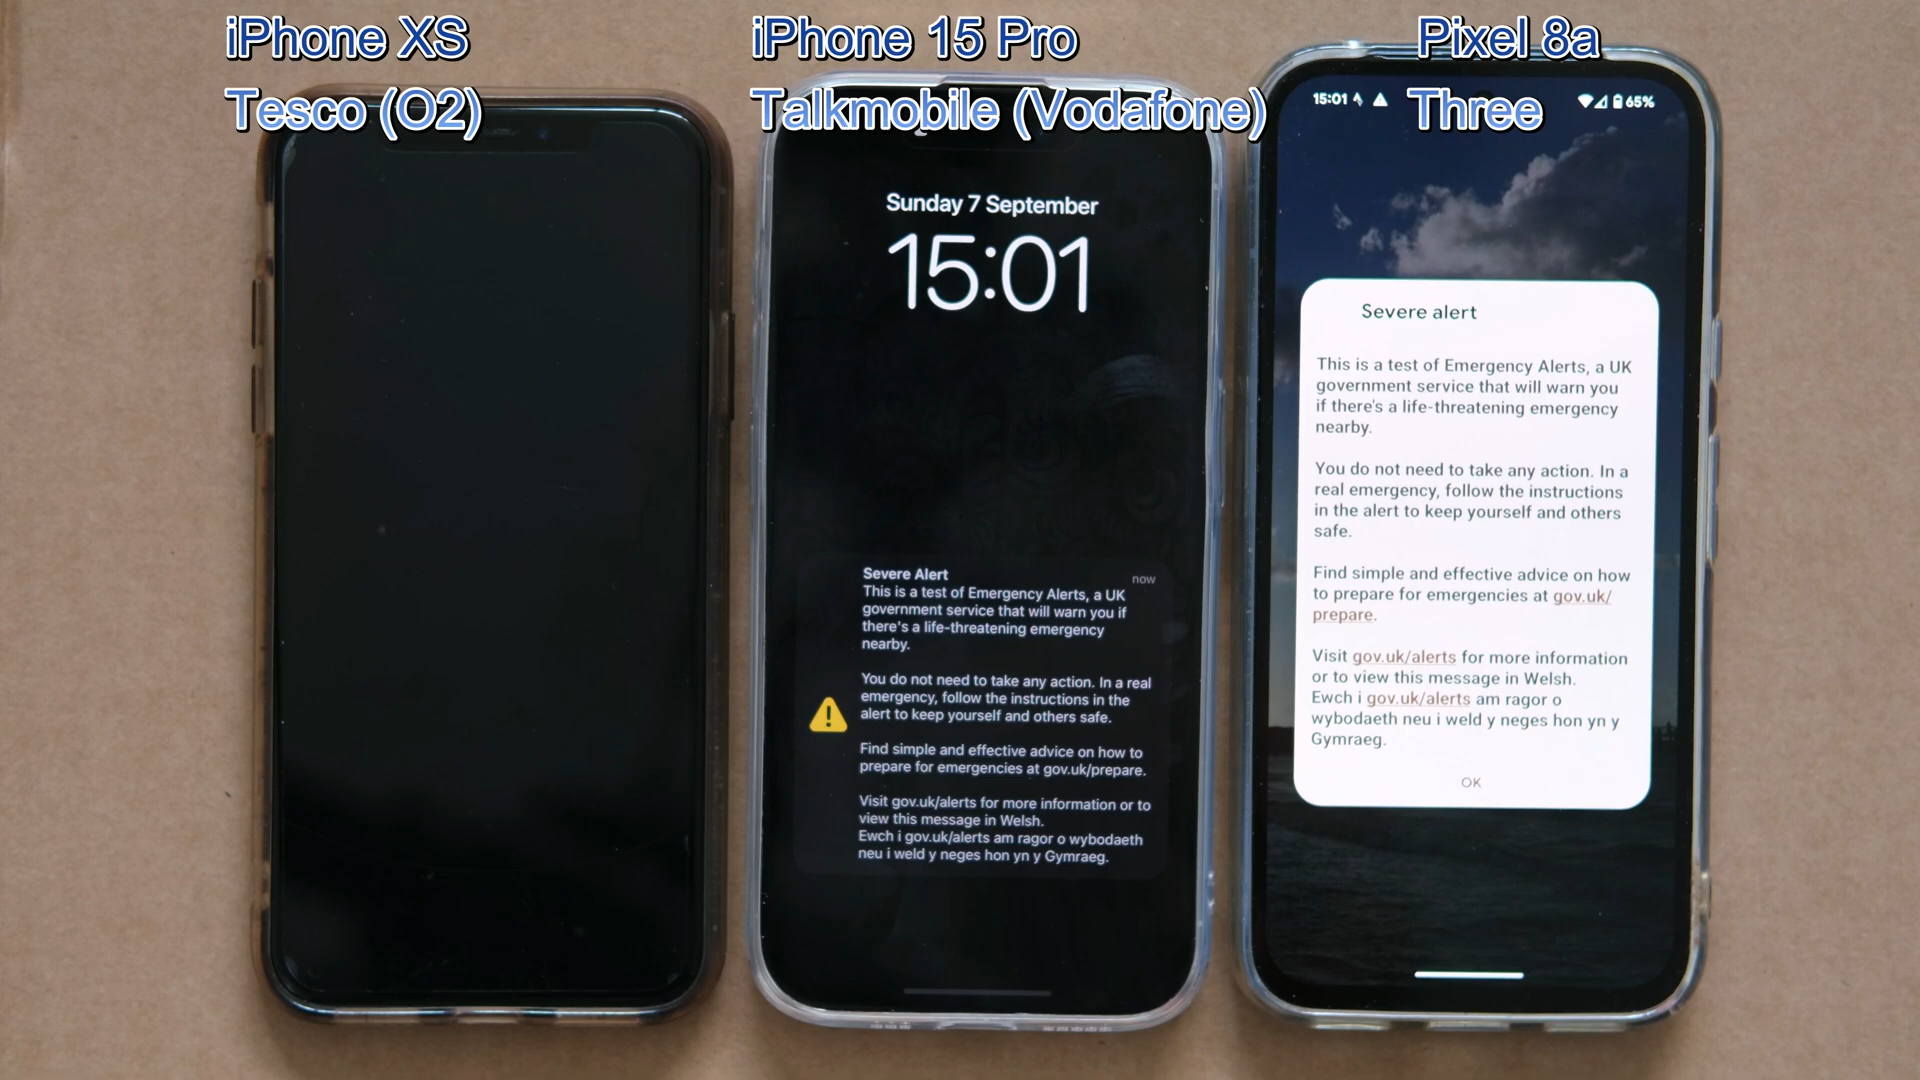 iPhone XS
Tesco (O2)
iPhone 15 Pro
Talkmobile (Vodafone)
Pixel 8a
Three
Sunday 7 September
15:01
Severe Alert
now
This is a test of Emergency Alerts, a UK
government service that will warn you if
there's a life-threatening emergency
nearby.
You do not need to take any action. In a real
emergency, follow the instructions in the
alert to keep yourself and others safe.
Find simple and effective advice on how to
prepare for emergencies at gov.uk/prepare.
Visit gov.uk/alerts for more information or to
view this message in Welsh.
Ewch i gov.uk/alerts am ragor o wybodaeth
neu i weld y neges hon yn y Gymraeg.
15:01
65%
Severe alert
This is a test of Emergency Alerts, a UK
government service that will warn you
if there's a life-threatening emergency
nearby.
You do not need to take any action. In a
real emergency, follow the instructions
in the alert to keep yourself and others
safe.
Find simple and effective advice on how
to prepare for emergencies at gov.uk/
prepare.
Visit gov.uk/alerts for more information
or to view this message in Welsh.
Ewch i gov.uk/alerts am ragor o
wybodaeth neu i weld y neges hon yn y
Gymraeg.
OK